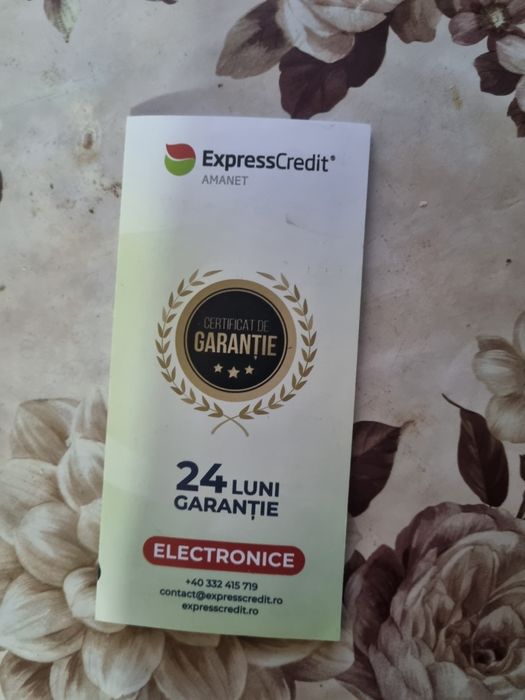 ExpressCredit®
AMANET
CERTIFICAT DE
GARANȚIE
24 LUNI
GARANȚIE
ELECTRONICE
+40 332 415 719
contact@expresscredit.ro
expresscredit.ro